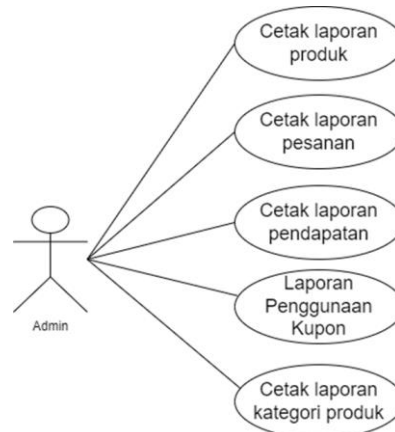 Cetak laporan
produk
Cetak laporan
pesanan
Cetak laporan
pendapatan
Laporan
Penggunaan
Kupon
Cetak laporan
kategori produk
Admin